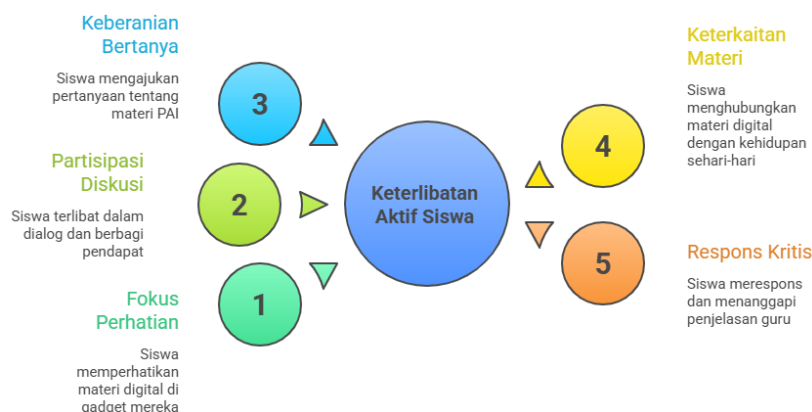 Keberanian
Bertanya
Siswa mengajukan
pertanyaan tentang
materi PAI
3
Partisipasi
Diskusi
Siswa terlibat dalam
dialog dan berbagi
pendapat
2
Fokus
Perhatian
Siswa
memperhatikan
materi digital di
gadget mereka
1
Keterlibatan
Aktif Siswa
4
Keterkaitan
Materi
Siswa
menghubungkan
materi digital
dengan kehidupan
sehari-hari
5
Respons Kritis
Siswa merespons
dan menanggapi
penjelasan guru